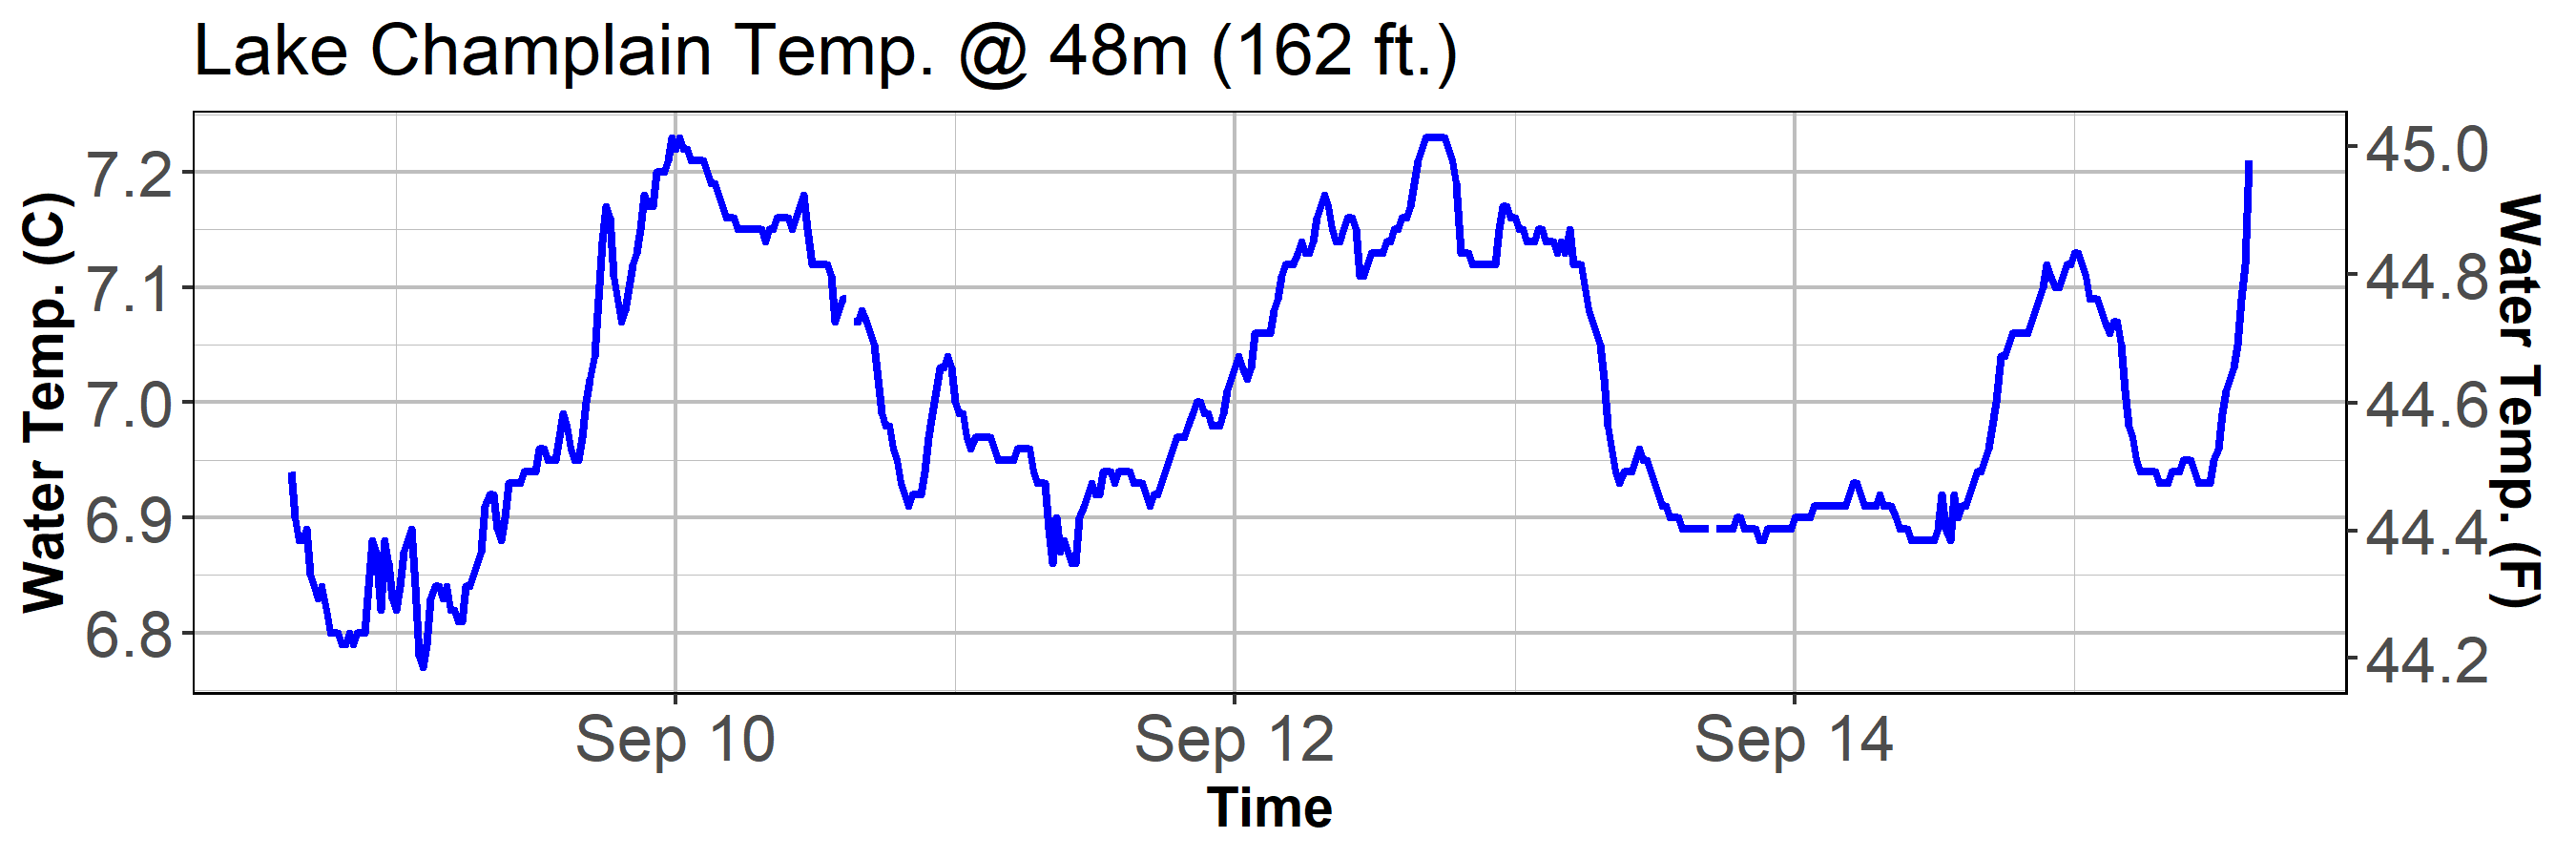 Lake Champlain Temp. @ 48m (162 ft.)
Water Temp. (C)
7.2
7.1
7.0
6.9
6.8
45.0
44.8
44.6
44.4
44.2
Water Temp. (F)
Sep 10
Sep 12
Sep 14
Time